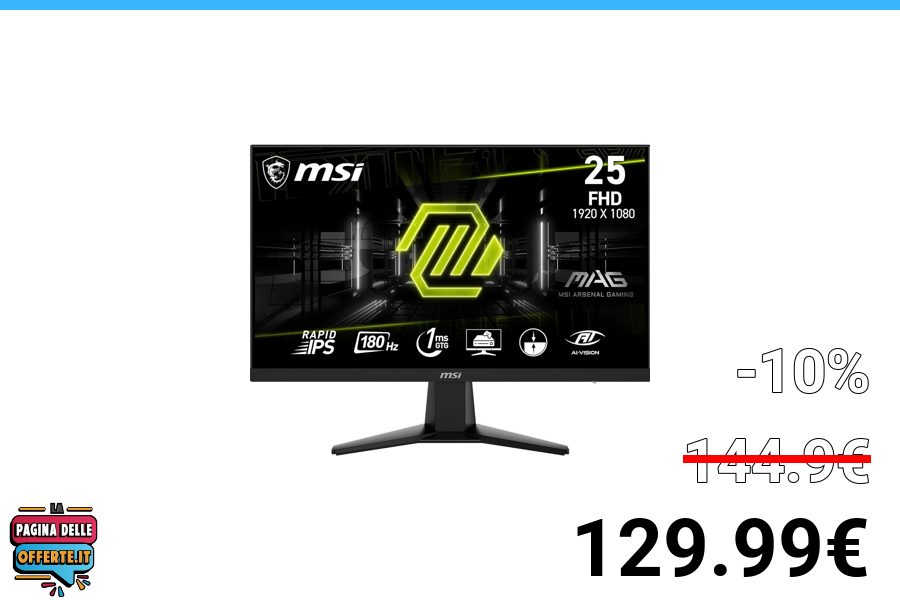 msi
25
FHD
1920 X 1080
MAG
MSI ARSENAL GAMING
RAPID
IPS
180Hz
1ms
GTG
AI
AI-VISION
msi
-10%
144.9€
129.99€
LA
PAGINA DELLE
OFFERTE.IT